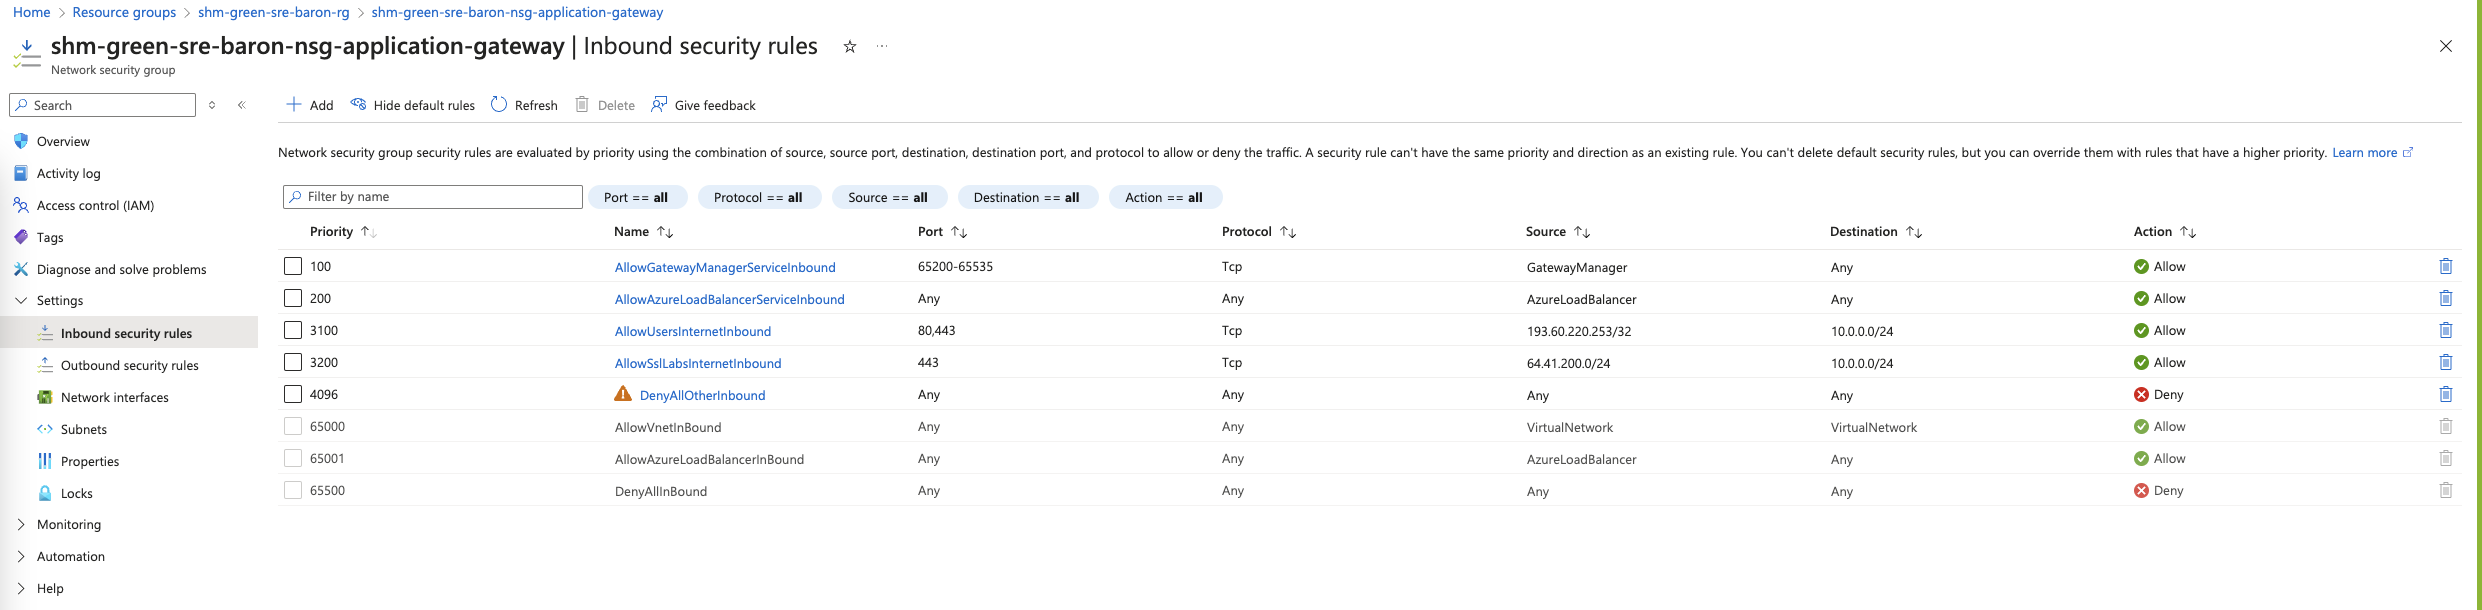 Home > Resource groups > shm-green-sre-baron-rg > shm-green-sre-baron-nsg-application-gateway
shm-green-sre-baron-nsg-application-gateway | Inbound security rules
Network security group
Search
Add Hide default rules Refresh Delete Give feedback
Overview
Activity log
Access control (IAM)
Tags
Diagnose and solve problems
Settings
Inbound security rules
Outbound security rules
Network interfaces
Subnets
Properties
Locks
Monitoring
Automation
Help
Network security group security rules are evaluated by priority using the combination of source, source port, destination, destination port, and protocol to allow or deny the traffic. A security rule can't have the same priority and direction as an existing rule. You can't delete default security rules, but you can override them with rules that have a higher priority. Learn more
Filter by name Port == all Protocol == all Source == all Destination == all Action == all
Priority Name Port Protocol Source Destination Action
100 AllowGatewayManagerServiceInbound 65200-65535 Tcp GatewayManager Any Allow
200 AllowAzureLoadBalancerServiceInbound Any Any AzureLoadBalancer Any Allow
3100 AllowUsersInternetInbound 80,443 Tcp 193.60.220.253/32 10.0.0.0/24 Allow
3200 AllowSslLabsInternetInbound 443 Tcp 64.41.200.0/24 10.0.0.0/24 Allow
4096 DenyAllOtherInbound Any Any Any Any Deny
65000 AllowVnetInBound Any Any VirtualNetwork VirtualNetwork Allow
65001 AllowAzureLoadBalancerInBound Any Any AzureLoadBalancer Any Allow
65500 DenyAllInBound Any Any Any Any Deny